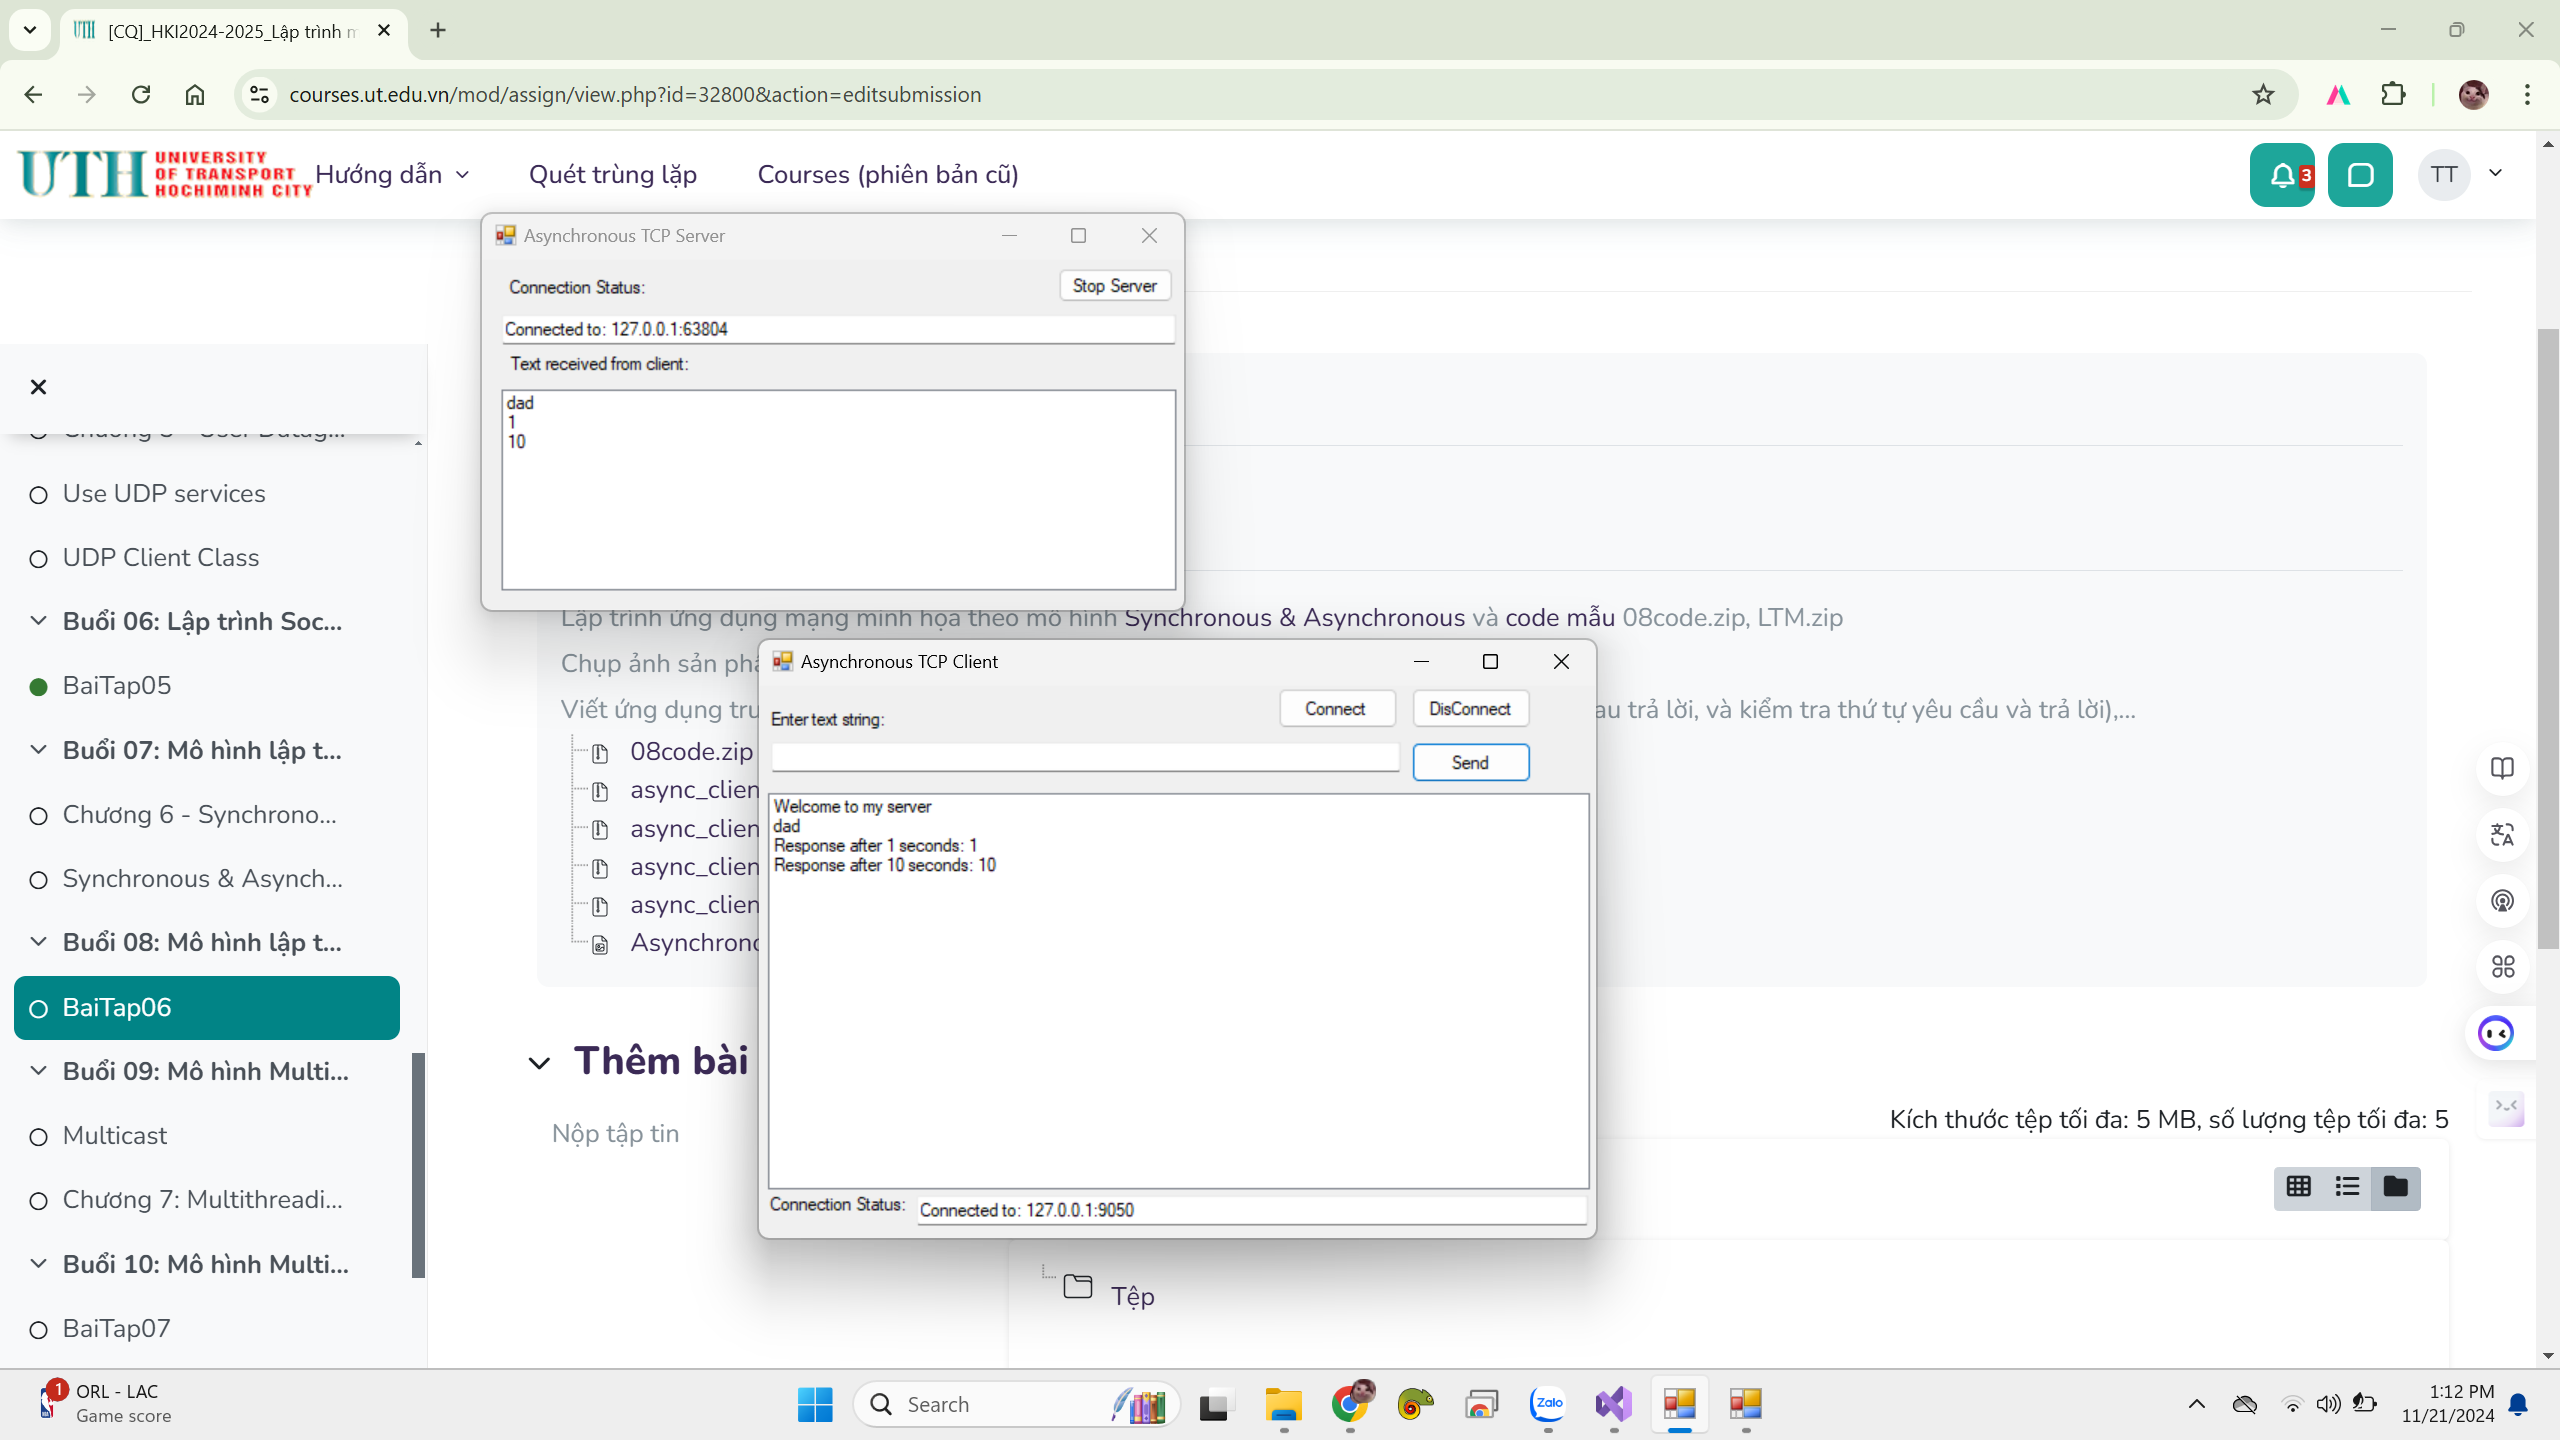 [CQ]_HKI2024-2025_Lập trình m
courses.ut.edu.vn/mod/assign/view.php?id=32800&action=editsubmission
UTH UNIVERSITY OF TRANSPORT HOCHIMINH CITY
Hướng dẫn
Quét trùng lặp
Courses (phiên bản cũ)
3
TT
Asynchronous TCP Server
Connection Status:
Stop Server
Connected to: 127.0.0.1:63804
Text received from client:
dad
1
10
Use UDP services
UDP Client Class
Buổi 06: Lập trình Soc...
BaiTap05
Buổi 07: Mô hình lập t...
Chương 6 - Synchrono...
Synchronous & Asynch...
Buổi 08: Mô hình lập t...
BaiTap06
Buổi 09: Mô hình Multi...
Multicast
Chương 7: Multithreadi...
Buổi 10: Mô hình Multi...
BaiTap07
Lập trình ứng dụng mạng minh họa theo mô hình Synchronous & Asynchronous và code mẫu 08code.zip, LTM.zip
Chụp ảnh sản
Viết ứng dụng
au trả lời, và kiểm tra thứ tự yêu cầu và trả lời),...
08code.zip
async_clien
async_clien
async_clien
async_clien
Asynchrono
Asynchronous TCP Client
Connect
DisConnect
Enter text string:
Send
Welcome to my server
dad
Response after 1 seconds: 1
Response after 10 seconds: 10
Connection Status:
Connected to: 127.0.0.1:9050
Thêm bài
Nộp tập tin
Kích thước tệp tối đa: 5 MB, số lượng tệp tối đa: 5
Tệp
1
ORL - LAC
Game score
Search
Zalo
1:12 PM
11/21/2024